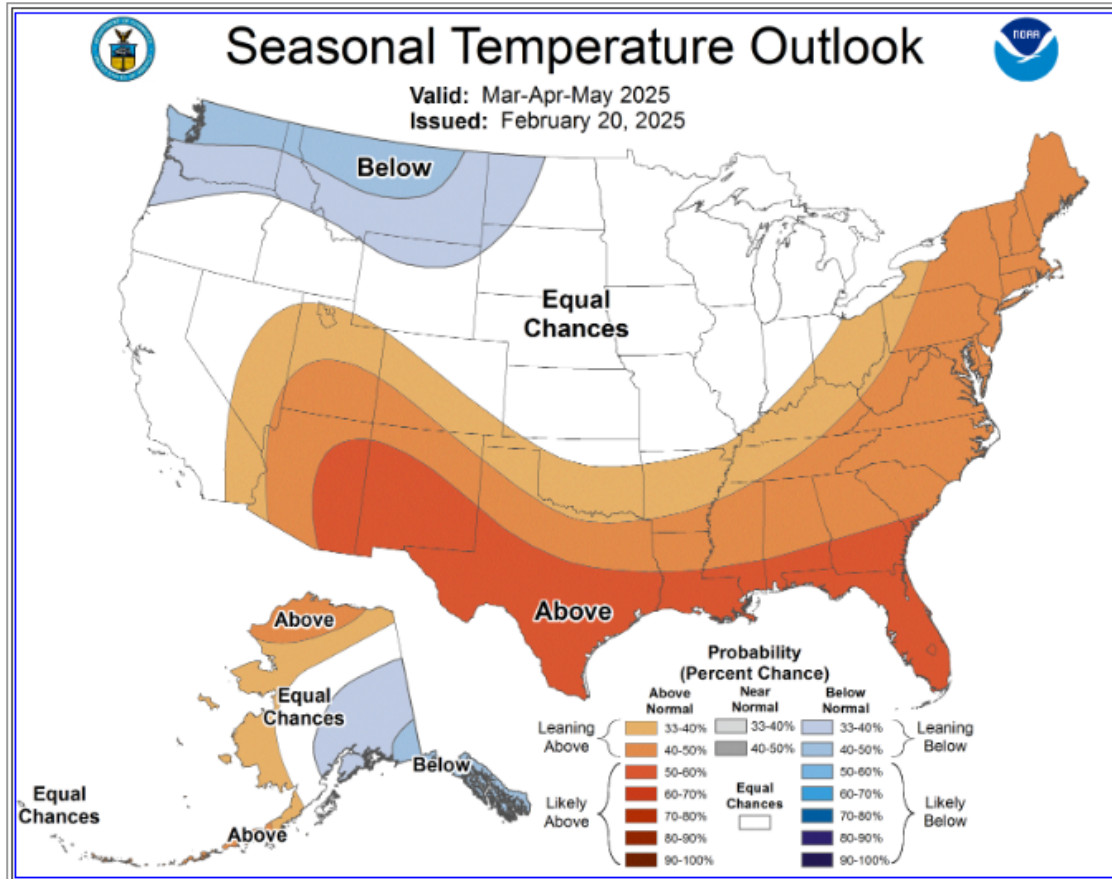 Seasonal Temperature Outlook
NOAA
Valid: Mar-Apr-May 2025
Issued: February 20, 2025
Below
Equal
Chances
Above
Above
Equal
Chances
Below
Equal
Chances
Above
Probability
(Percent Chance)
Above
Normal
Near
Normal
Below
Normal
Leaning
Above
33-40%
33-40%
33-40%
Leaning
Below
40-50%
40-50%
40-50%
Likely
Above
50-60%
60-70%
70-80%
80-90%
90-100%
Equal
Chances
50-60%
60-70%
70-80%
80-90%
90-100%
Likely
Below